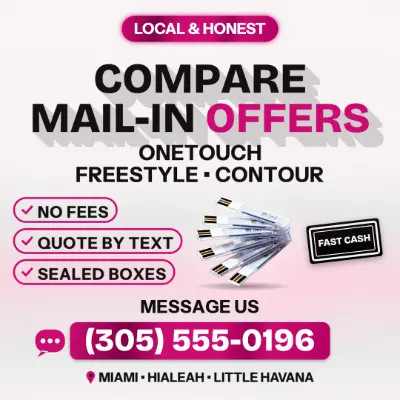 LOCAL & HONEST
COMPARE
MAIL-IN OFFERS
ONETOUCH
FREESTYLE ▪ CONTOUR
NO FEES
QUOTE BY TEXT
SEALED BOXES
FAST CASH
MESSAGE US
(305) 555-0196
MIAMI ▪ HIALEAH ▪ LITTLE HAVANA